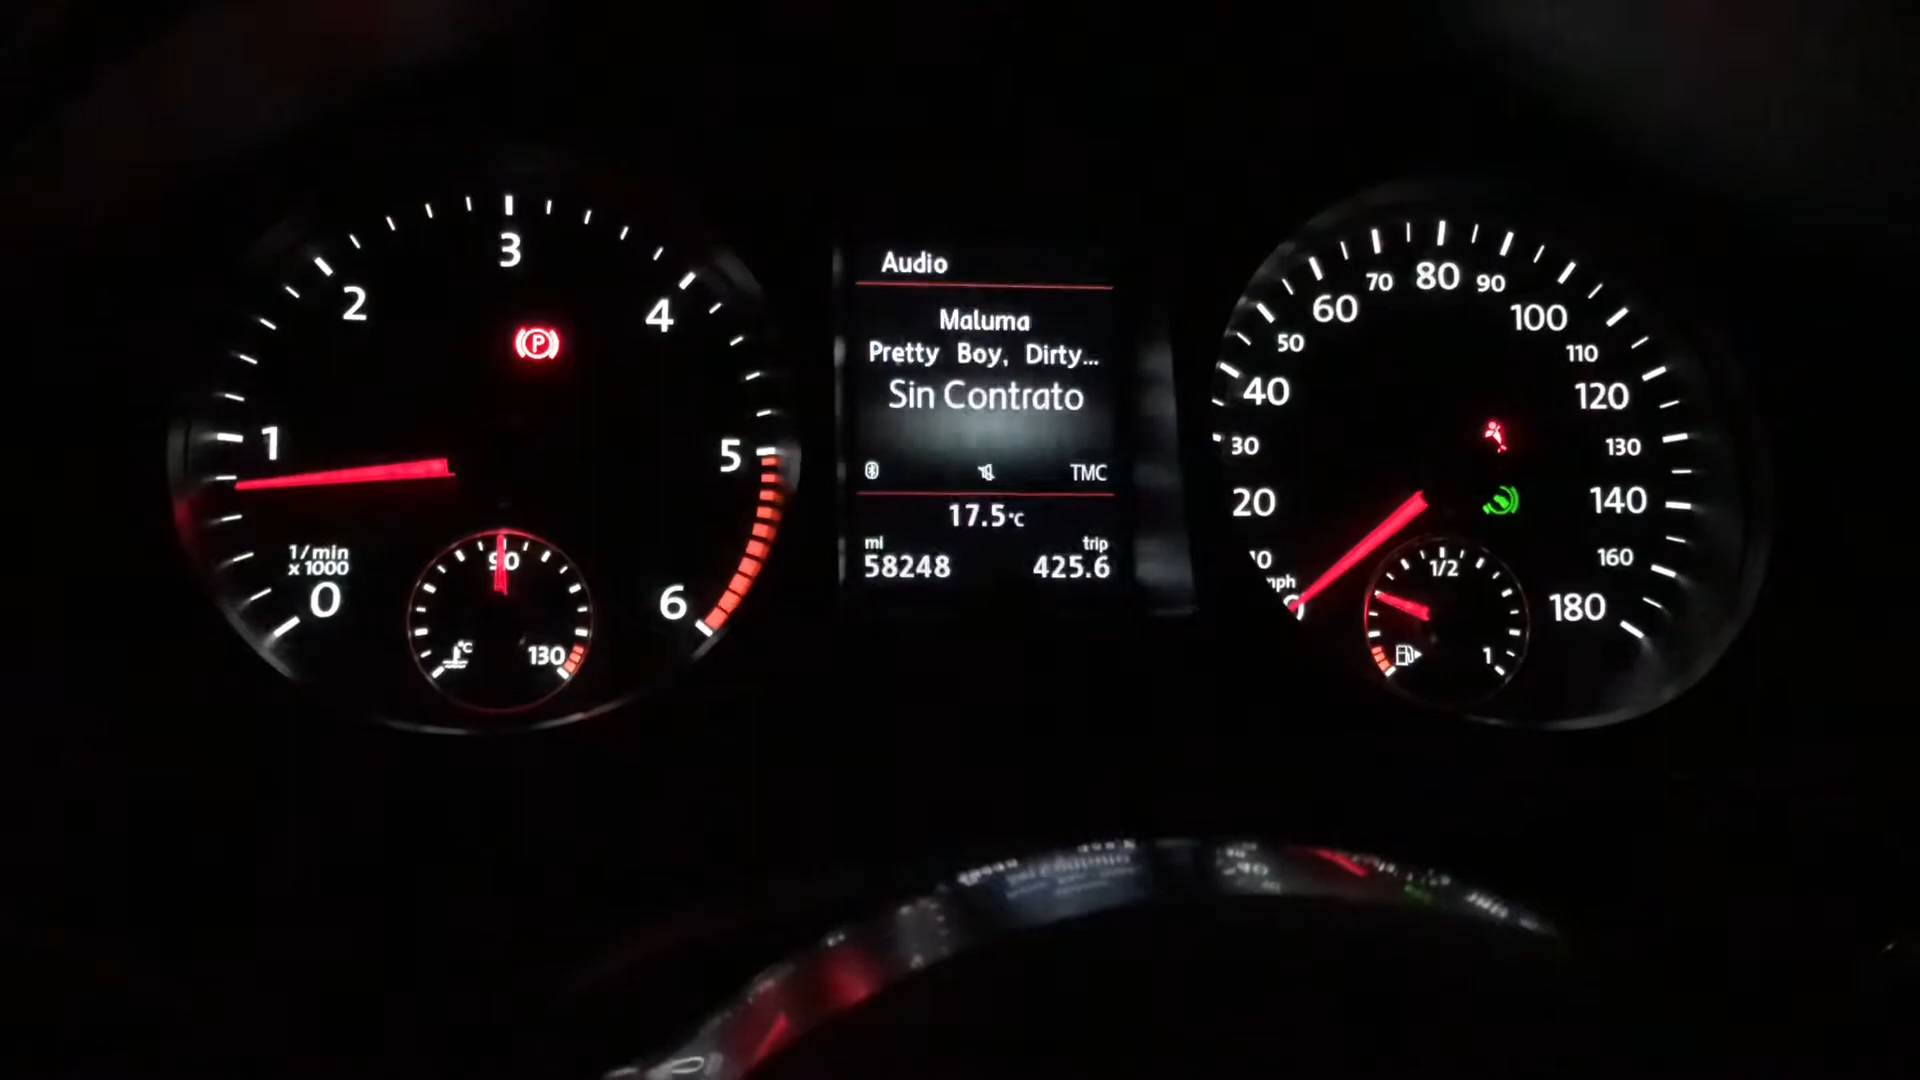 0
1
2
3
4
5
6
1/min
x 1000
90
°C
130
P
Audio
Maluma
Pretty Boy, Dirty...
Sin Contrato
TMC
17.5°C
mi
trip
58248
425.6
20
30
40
50
60
70
80
90
100
110
120
130
140
160
180
1/2
1